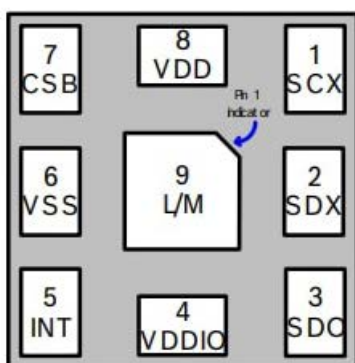 7
CSB
8
VDD
1
SCX
Pin 1
indicator
6
VSS
9
L/M
2
SDX
5
INT
4
VDDIO
3
SDO